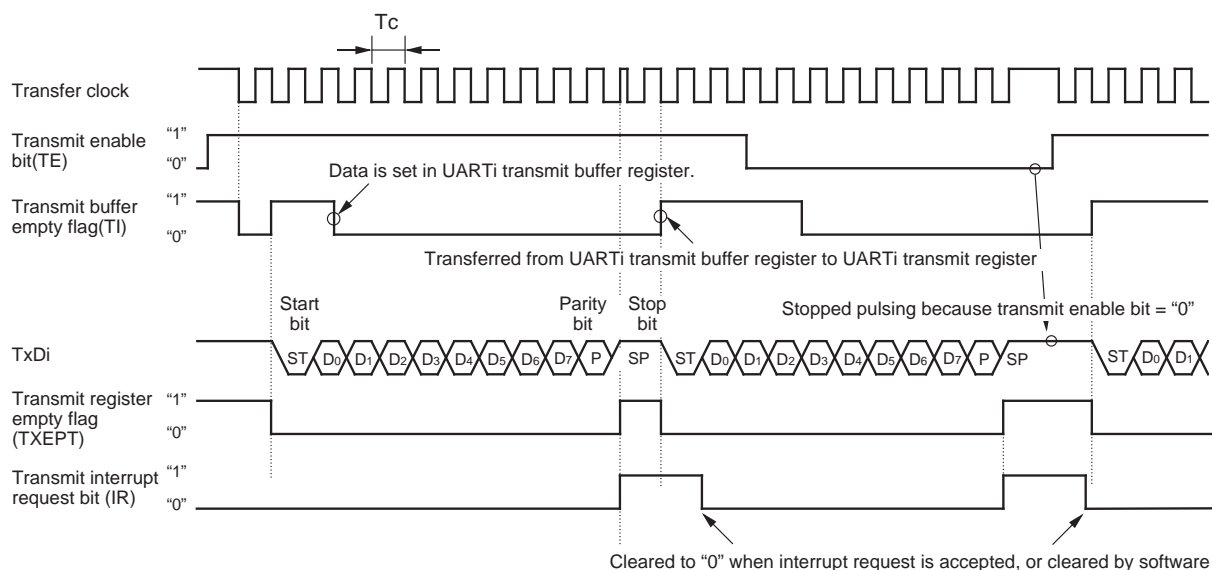 Tc
Transfer clock
Transmit enable
bit(TE)
“1”
“0”
Data is set in UARTi transmit buffer register.
Transmit buffer
empty flag(TI)
“1”
“0”
Transferred from UARTi transmit buffer register to UARTi transmit register
Start
bit
Parity
bit
Stop
bit
Stopped pulsing because transmit enable bit = “0”
TxDi
ST D0 D1 D2 D3 D4 D5 D6 D7 P SP ST D0 D1 D2 D3 D4 D5 D6 D7 P SP ST D0 D1
Transmit register
empty flag
(TXEPT)
“1”
“0”
Transmit interrupt
request bit (IR)
“1”
“0”
Cleared to “0” when interrupt request is accepted, or cleared by software